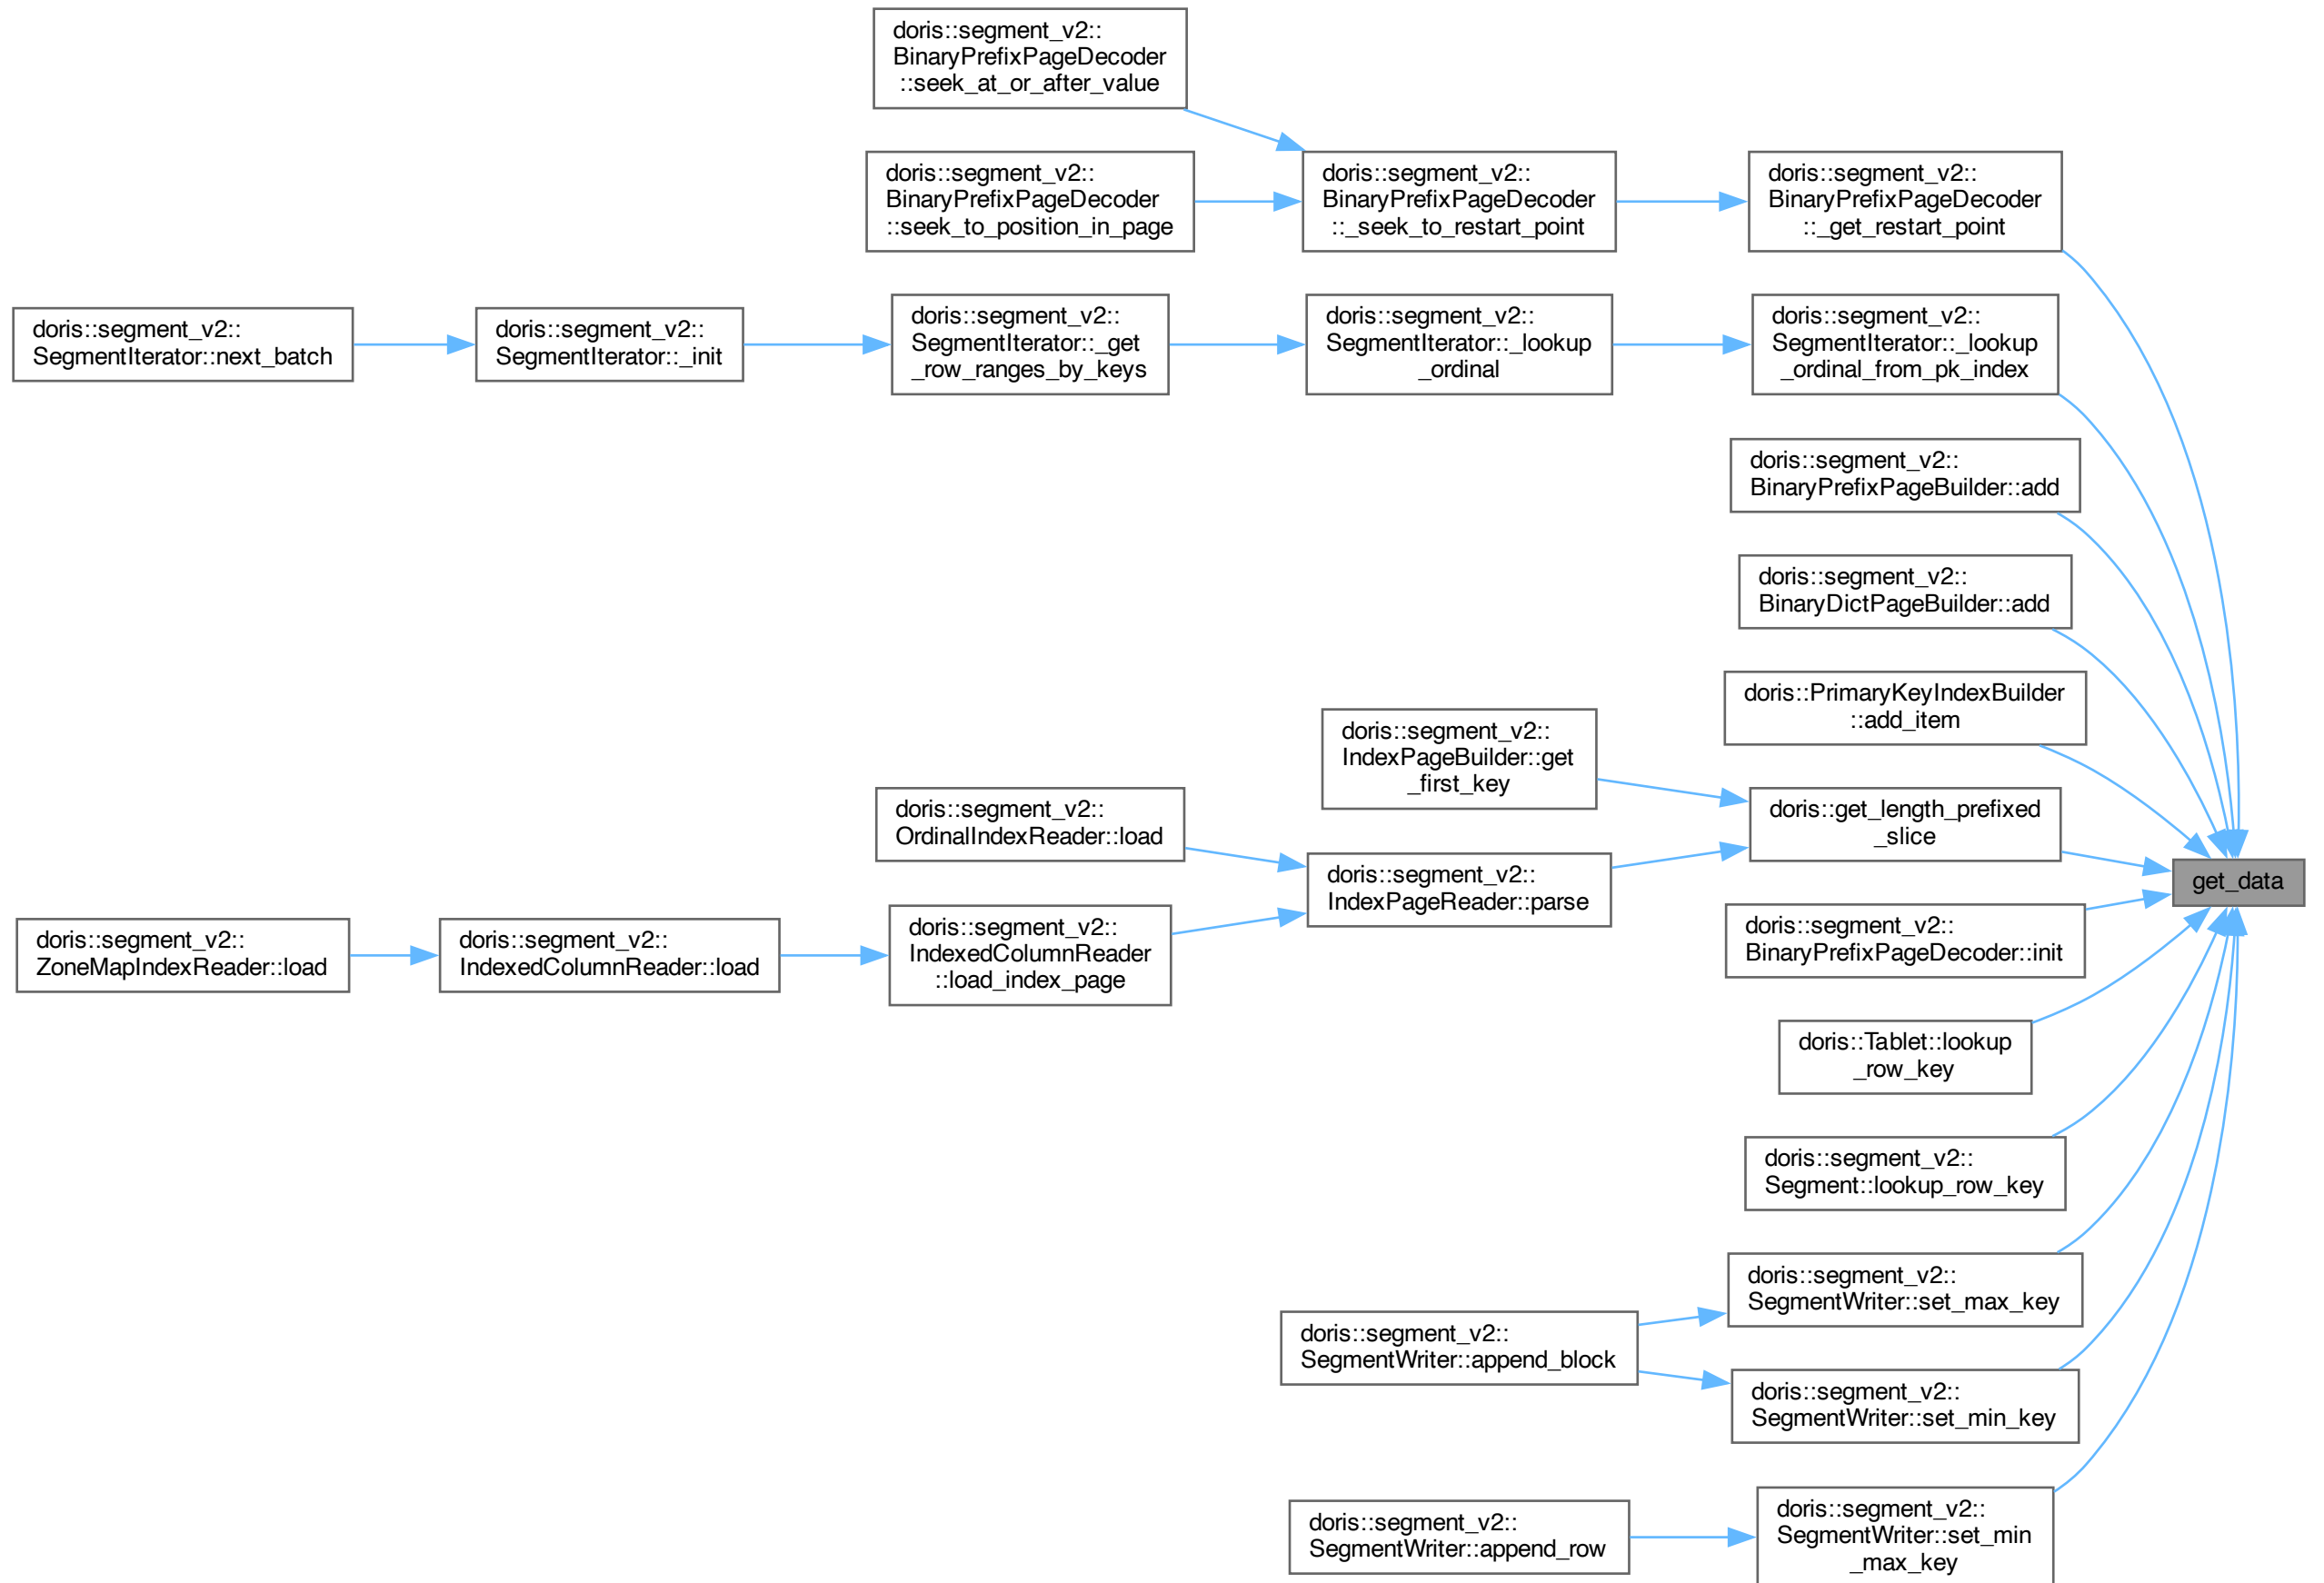 doris::segment_v2::
BinaryPrefixPageDecoder
::seek_at_or_after_value
doris::segment_v2::
BinaryPrefixPageDecoder
::seek_to_position_in_page
doris::segment_v2::
BinaryPrefixPageDecoder
::_seek_to_restart_point
doris::segment_v2::
BinaryPrefixPageDecoder
::_get_restart_point
doris::segment_v2::
SegmentIterator::next_batch
doris::segment_v2::
SegmentIterator::_init
doris::segment_v2::
SegmentIterator::_get
_row_ranges_by_keys
doris::segment_v2::
SegmentIterator::_lookup
_ordinal
doris::segment_v2::
SegmentIterator::_lookup
_ordinal_from_pk_index
doris::segment_v2::
BinaryPrefixPageBuilder::add
doris::segment_v2::
BinaryDictPageBuilder::add
doris::PrimaryKeyIndexBuilder
::add_item
doris::segment_v2::
IndexPageBuilder::get
_first_key
doris::segment_v2::
OrdinalIndexReader::load
doris::get_length_prefixed
_slice
doris::segment_v2::
IndexPageReader::parse
get_data
doris::segment_v2::
ZoneMapIndexReader::load
doris::segment_v2::
IndexedColumnReader::load
doris::segment_v2::
IndexedColumnReader
::load_index_page
doris::segment_v2::
BinaryPrefixPageDecoder::init
doris::Tablet::lookup
_row_key
doris::segment_v2::
Segment::lookup_row_key
doris::segment_v2::
SegmentWriter::set_max_key
doris::segment_v2::
SegmentWriter::append_block
doris::segment_v2::
SegmentWriter::set_min_key
doris::segment_v2::
SegmentWriter::append_row
doris::segment_v2::
SegmentWriter::set_min
_max_key